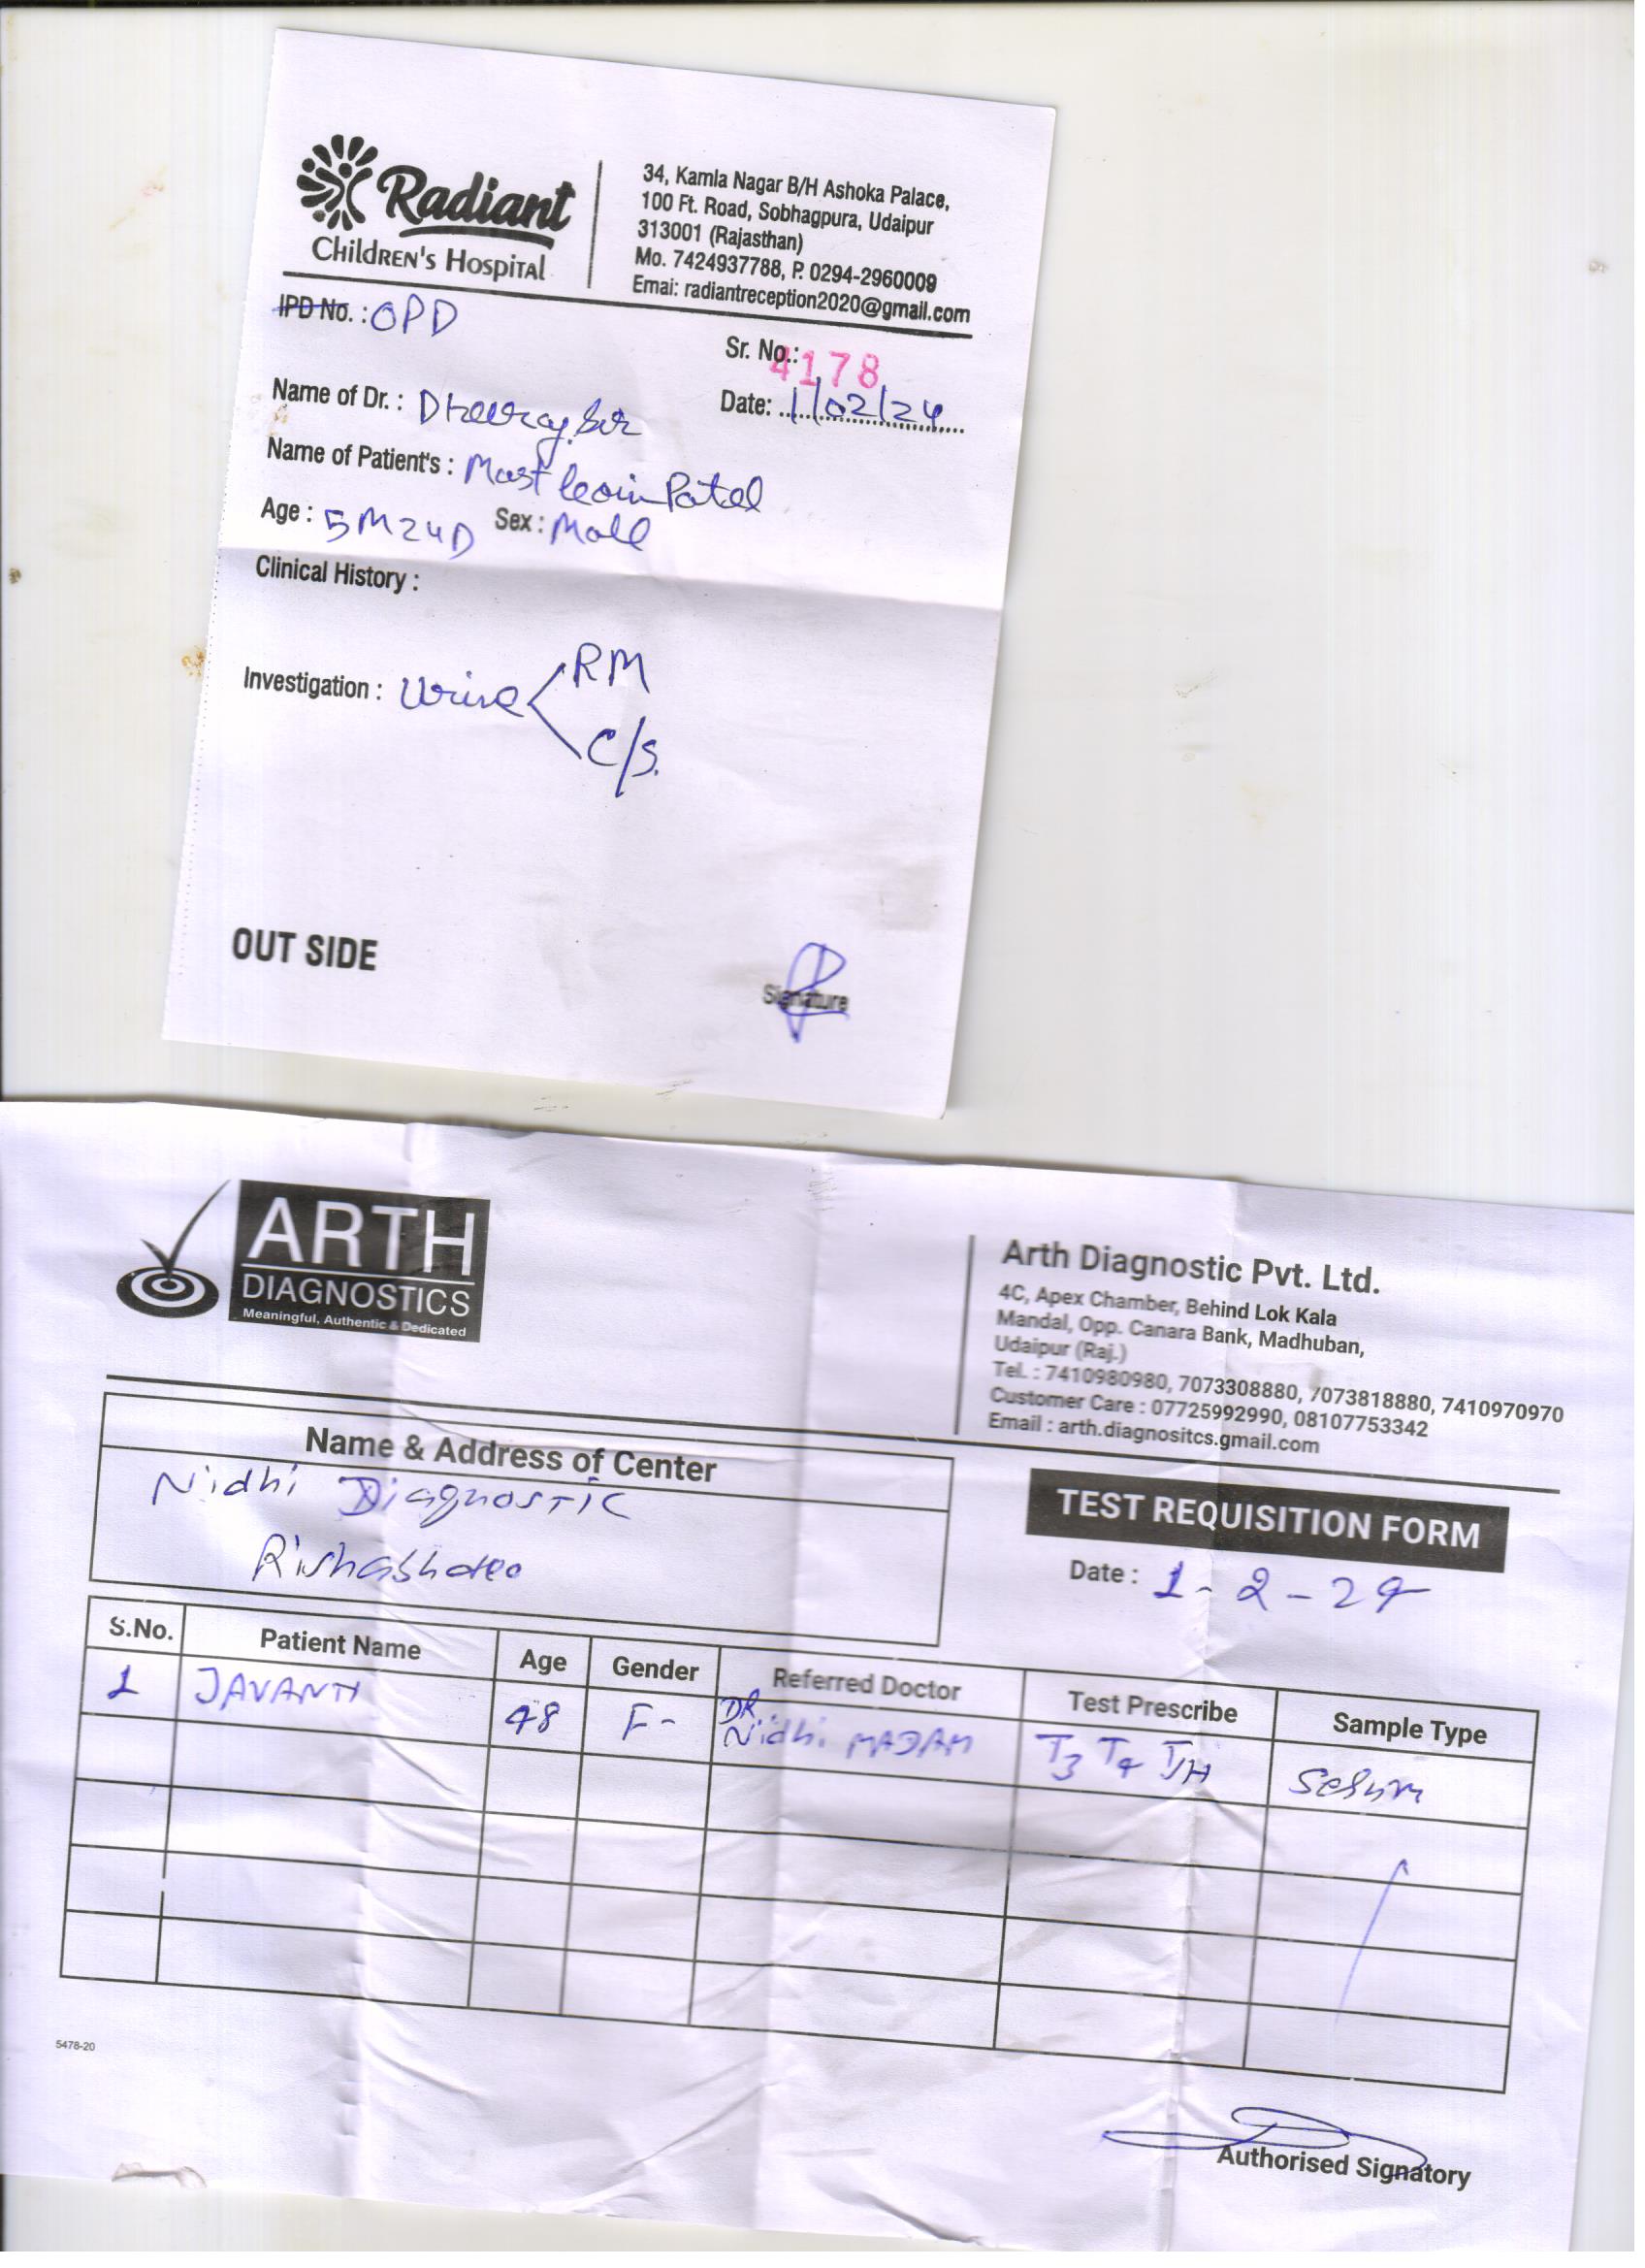 Radiant
Children's Hospital
34, Kamla Nagar B/H Ashoka Palace,
100 Ft. Road, Sobhagpura, Udaipur
313001 (Rajasthan)
Mo. 7424937788, P. 0294-2960009
Emai: radiantreception2020@gmail.com
IPD No. : OPD
Sr. No.: 4178
Name of Dr. : Dheeraj Sir
Date: 1/02/24
Name of Patient's : Mast Patel
Age : 5M24D Sex : Male
Clinical History :
Investigation : Urine RM
C/S.
OUT SIDE
Signature
ARTH
DIAGNOSTICS
Meaningful, Authentic & Dedicated
Arth Diagnostic Pvt. Ltd.
4C, Apex Chamber, Behind Lok Kala
Mandal, Opp. Canara Bank, Madhuban,
Udaipur (Raj.)
Tel. : 7410980980, 7073308880, 7073818880, 7410970970
Customer Care : 07725992990, 08107753342
Email : arth.diagnositcs.gmail.com
Name & Address of Center
Nidhi Diagnostic
Rishabhdeo
TEST REQUISITION FORM
Date : 1-2-24
S.No. Patient Name Age Gender Referred Doctor Test Prescribe Sample Type
1 JAVANTI 48 F- DR. Nidhi MADAM T3 T4 TSH Serum
5478-20
Authorised Signatory